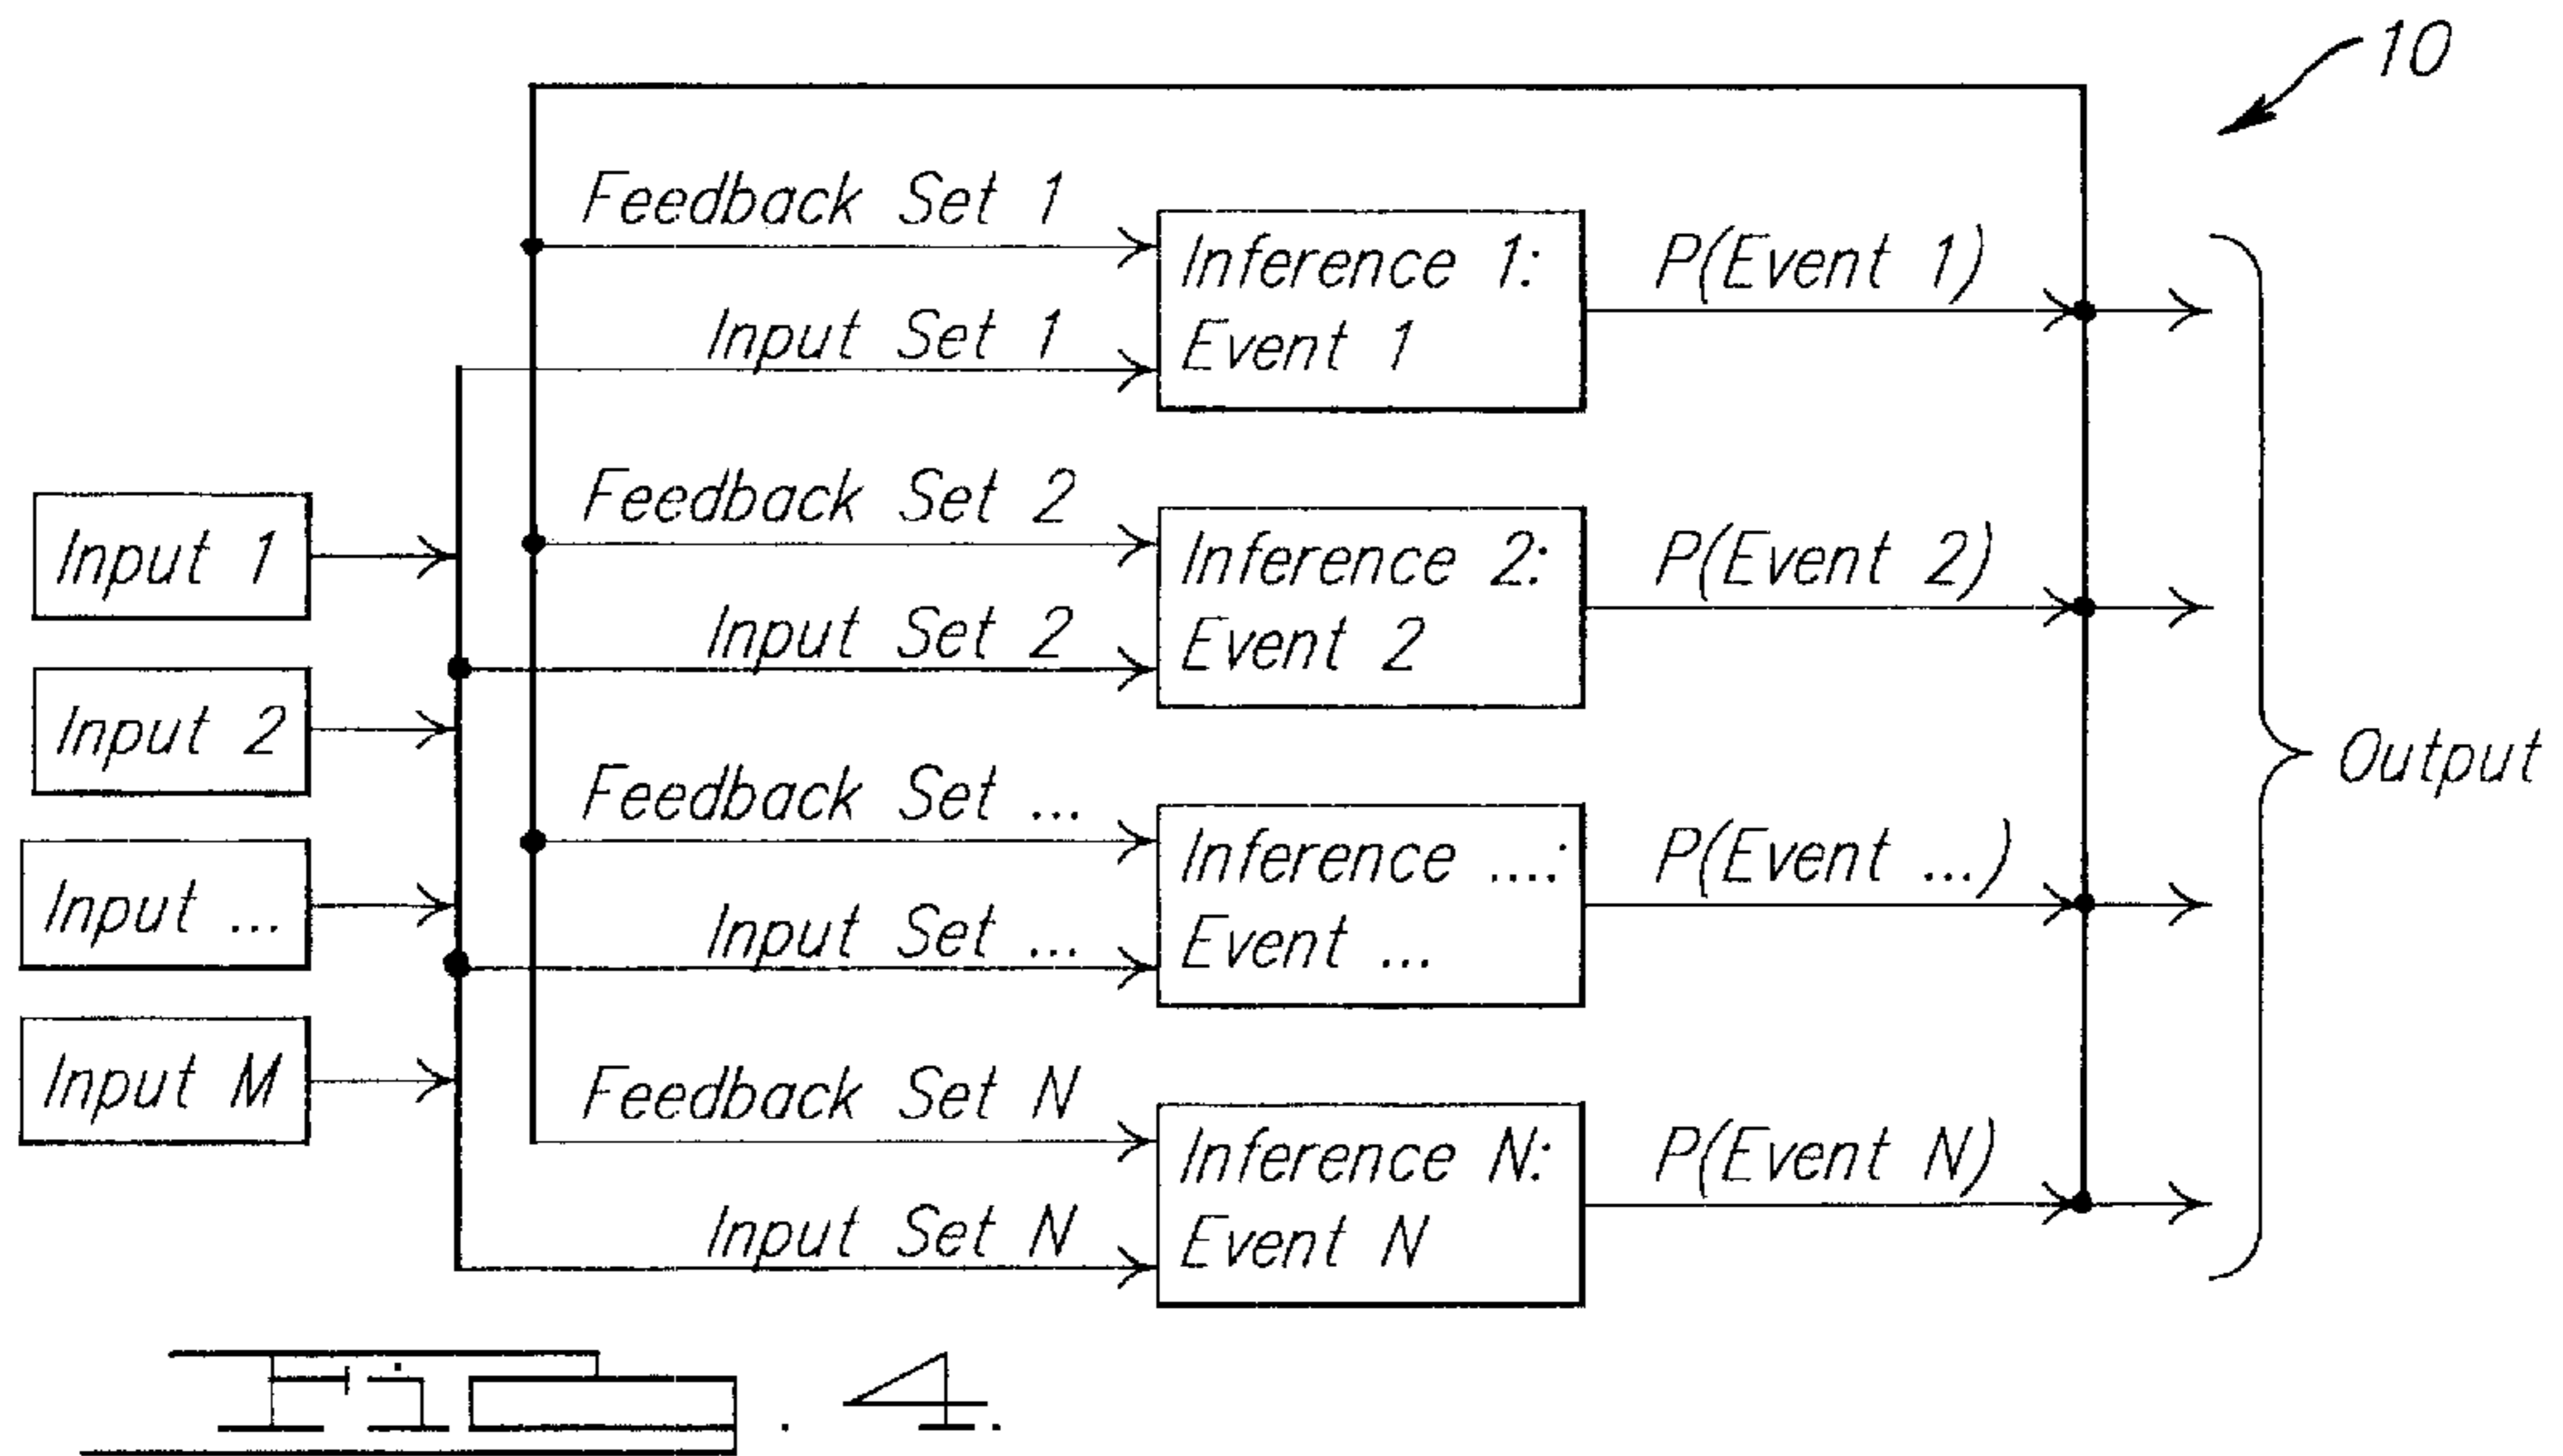 10
Feedback Set 1
Inference 1:
Event 1
P(Event 1)
Input Set 1
Input 1
Feedback Set 2
Inference 2:
Event 2
P(Event 2)
Input Set 2
Input 2
Output
Feedback Set ...
Inference ....:
Event ...
P(Event ...)
Input ...
Input Set ...
Input M
Feedback Set N
Inference N:
Event N
P(Event N)
Input Set N
Fig. 4.